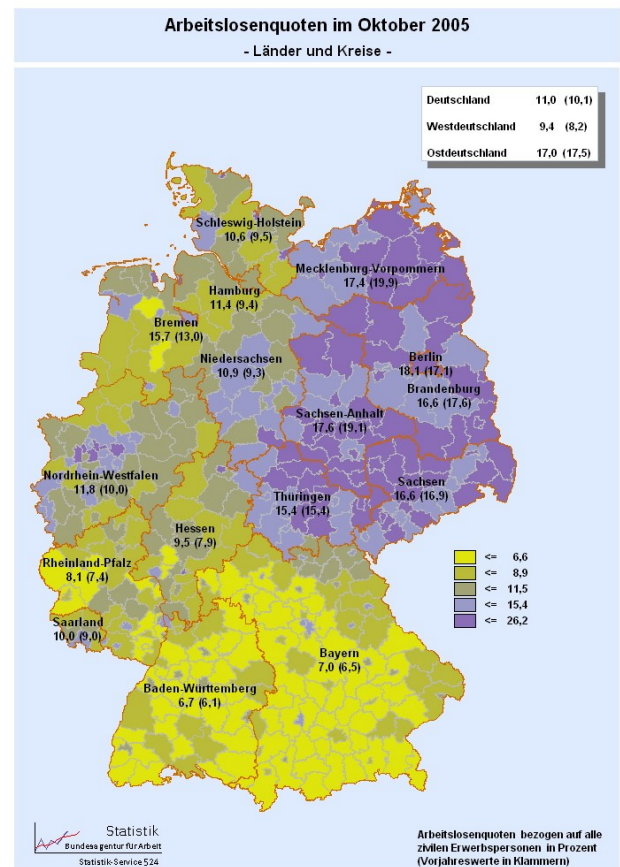 Arbeitslosenquoten im Oktober 2005
- Länder und Kreise -
Deutschland 11,0 (10,1)
Westdeutschland 9,4 (8,2)
Ostdeutschland 17,0 (17,5)
Schleswig-Holstein
10,6 (9,5)
Mecklenburg-Vorpommern
17,4 (19,9)
Hamburg
11,4 (9,4)
Bremen
15,7 (13,0)
Niedersachsen
10,9 (9,3)
Berlin
18,1 (17,1)
Brandenburg
16,6 (17,6)
Sachsen-Anhalt
17,6 (19,1)
Nordrhein-Westfalen
11,8 (10,0)
Sachsen
16,6 (16,9)
Thüringen
15,4 (15,4)
Hessen
9,5 (7,9)
Rheinland-Pfalz
8,1 (7,4)
Saarland
10,0 (9,0)
Bayern
7,0 (6,5)
Baden-Württemberg
6,7 (6,1)
<= 6,6
<= 8,9
<= 11,5
<= 15,4
<= 26,2
Statistik
Bundesagentur für Arbeit
Statistik-Service S24
Arbeitslosenquoten bezogen auf alle
zivilen Erwerbspersonen in Prozent
(Vorjahreswerte in Klammern)